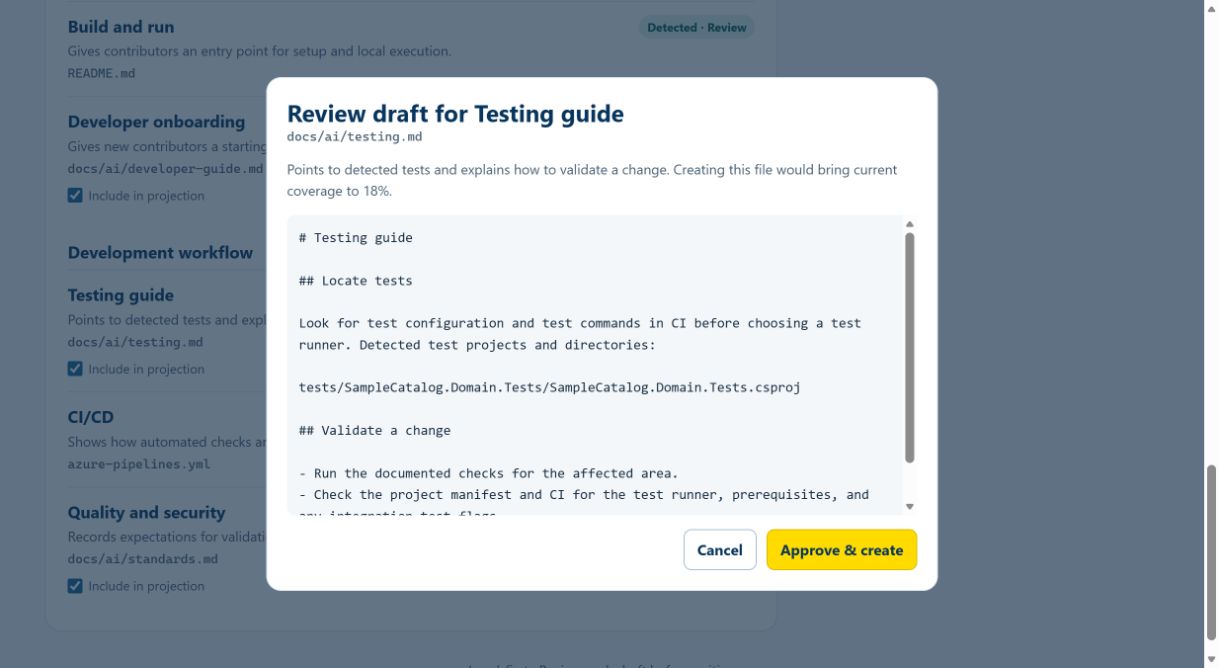 Build and run
Detected · Review
Gives contributors an entry point for setup and local execution.
README.md
Developer onboarding
Gives new contributors a starting
docs/ai/developer-guide.md
Include in projection
Development workflow
Testing guide
Points to detected tests and expl
docs/ai/testing.md
Include in projection
CI/CD
Shows how automated checks ar
azure-pipelines.yml
Quality and security
Records expectations for validati
docs/ai/standards.md
Include in projection
Review draft for Testing guide
docs/ai/testing.md
Points to detected tests and explains how to validate a change. Creating this file would bring current
coverage to 18%.
# Testing guide
## Locate tests
Look for test configuration and test commands in CI before choosing a test
runner. Detected test projects and directories:
tests/SampleCatalog.Domain.Tests/SampleCatalog.Domain.Tests.csproj
## Validate a change
- Run the documented checks for the affected area.
- Check the project manifest and CI for the test runner, prerequisites, and
any integration test flags
Cancel
Approve & create